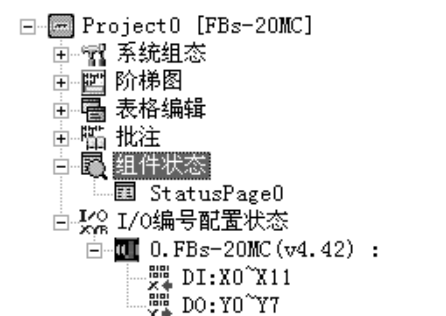 Project0 [FBs-20MC]
系统组态
阶梯图
表格编辑
批注
组件状态
StatusPage0
I/O编号配置状态
0.FBs-20MC(v4.42) :
DI:X0~X11
DO:Y0~Y7